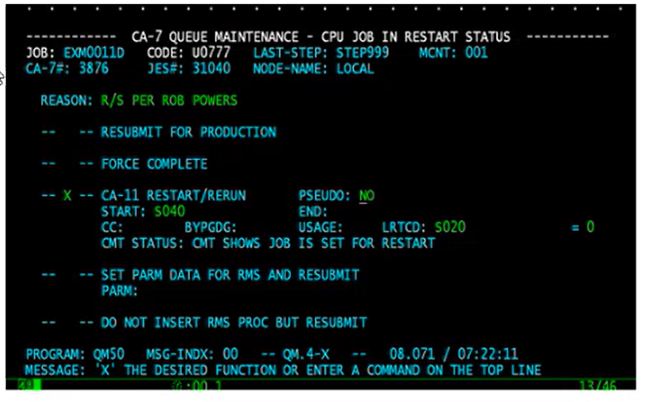 ------------ CA-7 QUEUE MAINTENANCE - CPU JOB IN RESTART STATUS -----------
JOB: EXM0011D CODE: U0777 LAST-STEP: STEP999 MCNT: 001
CA-7#: 3876 JES#: 31040 NODE-NAME: LOCAL
REASON: R/S PER ROB POWERS
-- -- RESUBMIT FOR PRODUCTION
-- -- FORCE COMPLETE
-- X -- CA-11 RESTART/RERUN PSEUDO: NO
START: S040 END:
CC: BYPGDG: USAGE: LRTCD: S020 = 0
CMT STATUS: CMT SHOWS JOB IS SET FOR RESTART
-- -- SET PARM DATA FOR RMS AND RESUBMIT
PARM:
-- -- DO NOT INSERT RMS PROC BUT RESUBMIT
PROGRAM: QM50 MSG-INDX: 00 -- QM.4-X -- 08.071 / 07:22:11
MESSAGE: 'X' THE DESIRED FUNCTION OR ENTER A COMMAND ON THE TOP LINE
:00.1 13/46